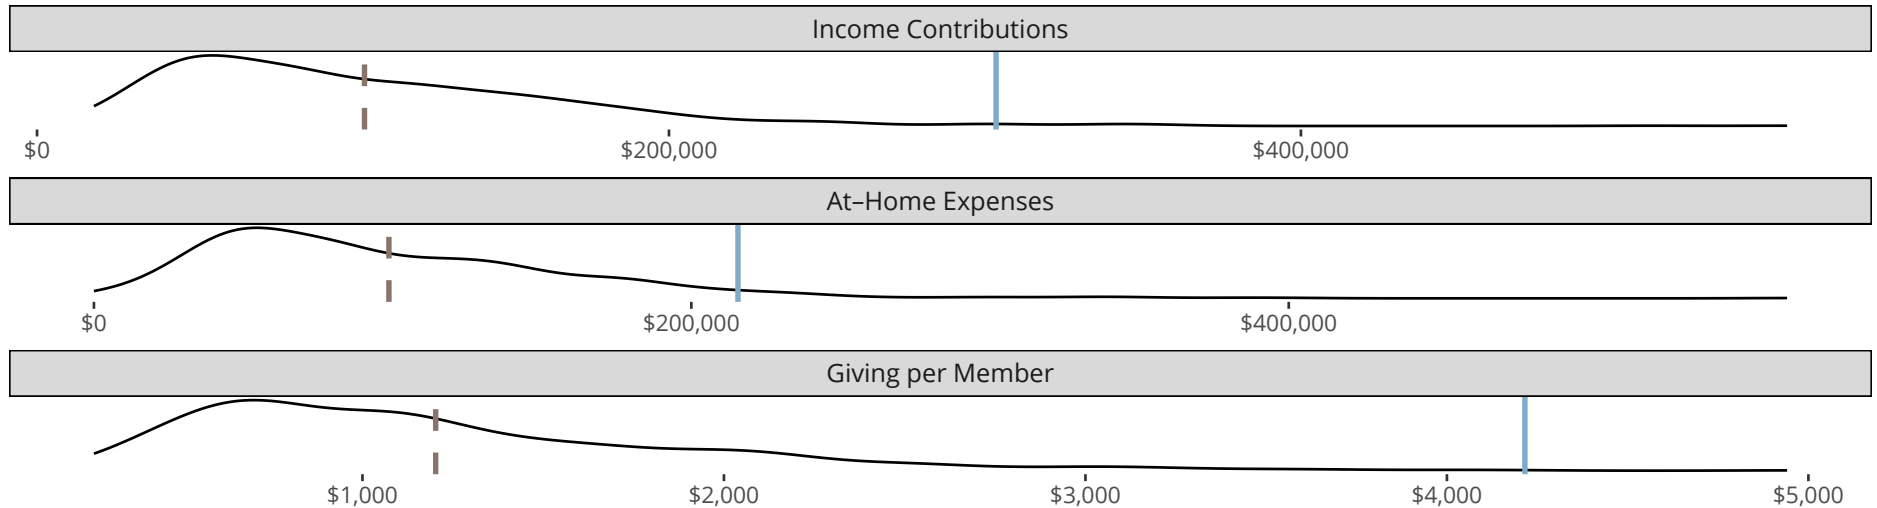 Income Contributions
$0 $200,000 $400,000
At–Home Expenses
$0 $200,000 $400,000
Giving per Member
$1,000 $2,000 $3,000 $4,000 $5,000